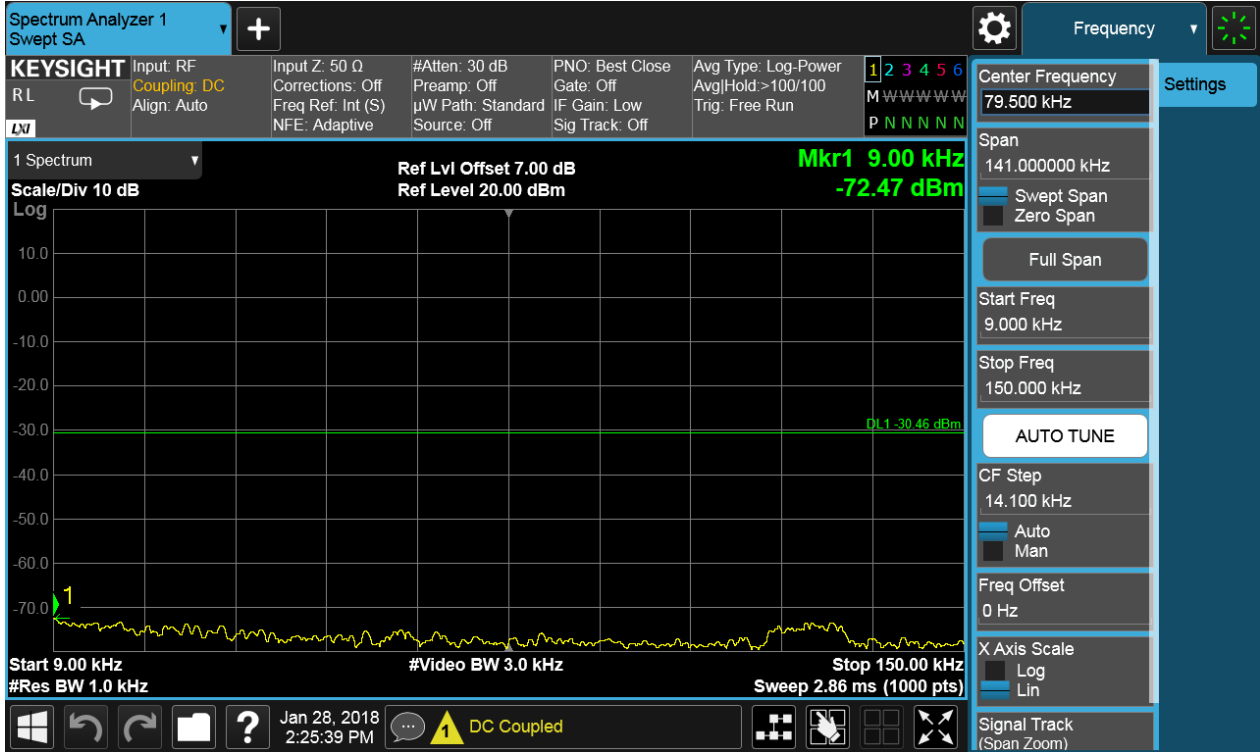 Spectrum Analyzer 1
Swept SA
Frequency
KEYSIGHT
RL
LXI
Input: RF
Coupling: DC
Align: Auto
Input Z: 50 Ω
Corrections: Off
Freq Ref: Int (S)
NFE: Adaptive
#Atten: 30 dB
Preamp: Off
µW Path: Standard
Source: Off
PNO: Best Close
Gate: Off
IF Gain: Low
Sig Track: Off
Avg Type: Log-Power
Avg|Hold:>100/100
Trig: Free Run
1 2 3 4 5 6
M W W W W W
P N N N N N
1 Spectrum
Scale/Div 10 dB
Log
Ref Lvl Offset 7.00 dB
Ref Level 20.00 dBm
Mkr1 9.00 kHz
-72.47 dBm
10.0
0.00
-10.0
-20.0
-30.0
-40.0
-50.0
-60.0
-70.0
DL1 -30.46 dBm
1
Start 9.00 kHz
#Video BW 3.0 kHz
Stop 150.00 kHz
#Res BW 1.0 kHz
Sweep 2.86 ms (1000 pts)
Center Frequency
79.500 kHz
Span
141.000000 kHz
Swept Span
Zero Span
Full Span
Start Freq
9.000 kHz
Stop Freq
150.000 kHz
AUTO TUNE
CF Step
14.100 kHz
Auto
Man
Freq Offset
0 Hz
X Axis Scale
Log
Lin
Signal Track
(Span Zoom)
Settings
?
Jan 28, 2018
2:25:39 PM
1
DC Coupled